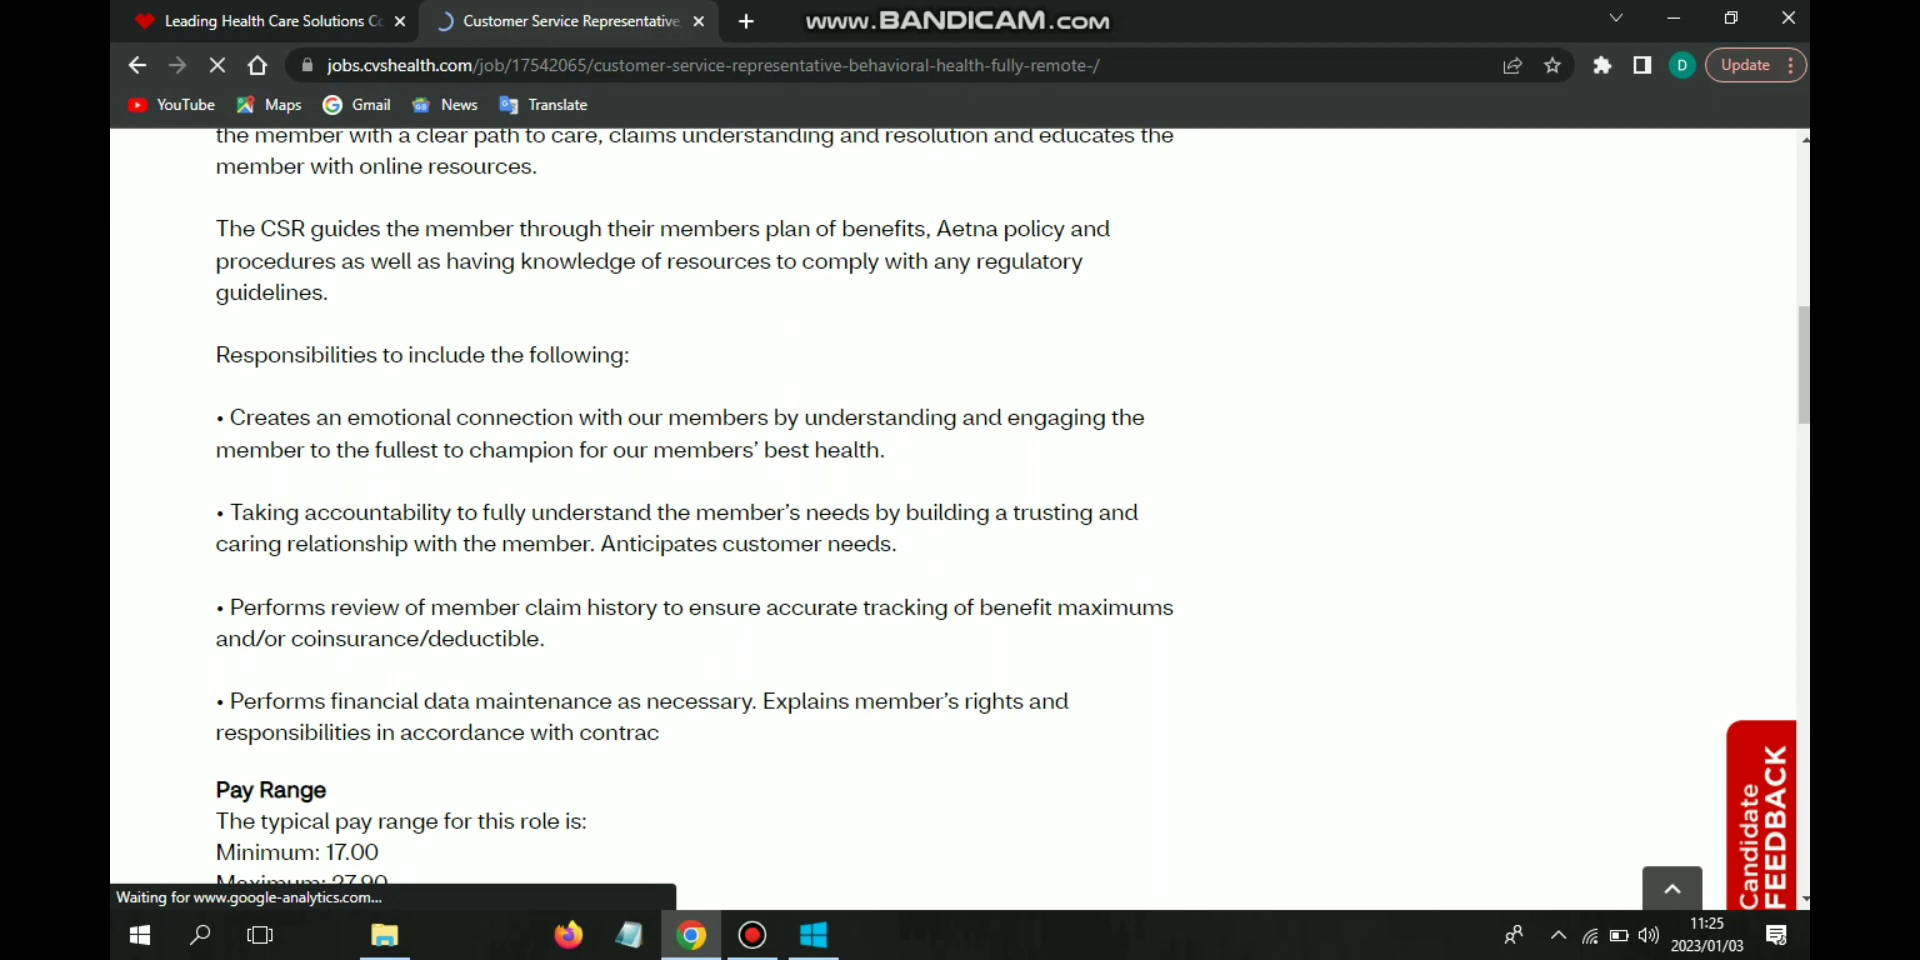 Leading Health Care Solutions Co
Customer Service Representative,
www.BANDICAM.com
jobs.cvshealth.com/job/17542065/customer-service-representative-behavioral-health-fully-remote-/
D
Update
YouTube
Maps
Gmail
News
Translate
the member with a clear path to care, claims understanding and resolution and educates the
member with online resources.
The CSR guides the member through their members plan of benefits, Aetna policy and
procedures as well as having knowledge of resources to comply with any regulatory
guidelines.
Responsibilities to include the following:
• Creates an emotional connection with our members by understanding and engaging the
member to the fullest to champion for our members’ best health.
• Taking accountability to fully understand the member’s needs by building a trusting and
caring relationship with the member. Anticipates customer needs.
• Performs review of member claim history to ensure accurate tracking of benefit maximums
and/or coinsurance/deductible.
• Performs financial data maintenance as necessary. Explains member’s rights and
responsibilities in accordance with contrac
Pay Range
The typical pay range for this role is:
Minimum: 17.00
Maximum: 27.90
Candidate
FEEDBACK
Waiting for www.google-analytics.com...
11:25
2023/01/03